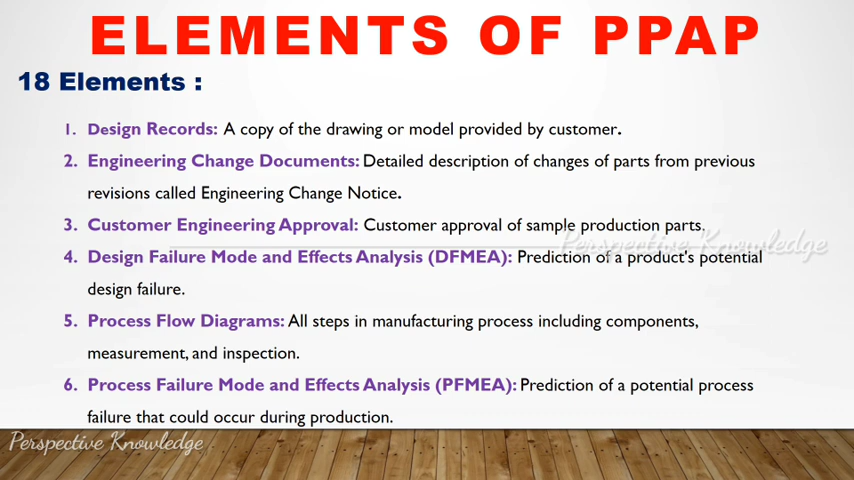 ELEMENTS OF PPAP
18 Elements :
1. Design Records: A copy of the drawing or model provided by customer.
2. Engineering Change Documents: Detailed description of changes of parts from previous
revisions called Engineering Change Notice.
3. Customer Engineering Approval: Customer approval of sample production parts.
Perspective Knowledge
4. Design Failure Mode and Effects Analysis (DFMEA): Prediction of a product's potential
design failure.
5. Process Flow Diagrams: All steps in manufacturing process including components,
measurement, and inspection.
6. Process Failure Mode and Effects Analysis (PFMEA): Prediction of a potential process
failure that could occur during production.
Perspective Knowledge